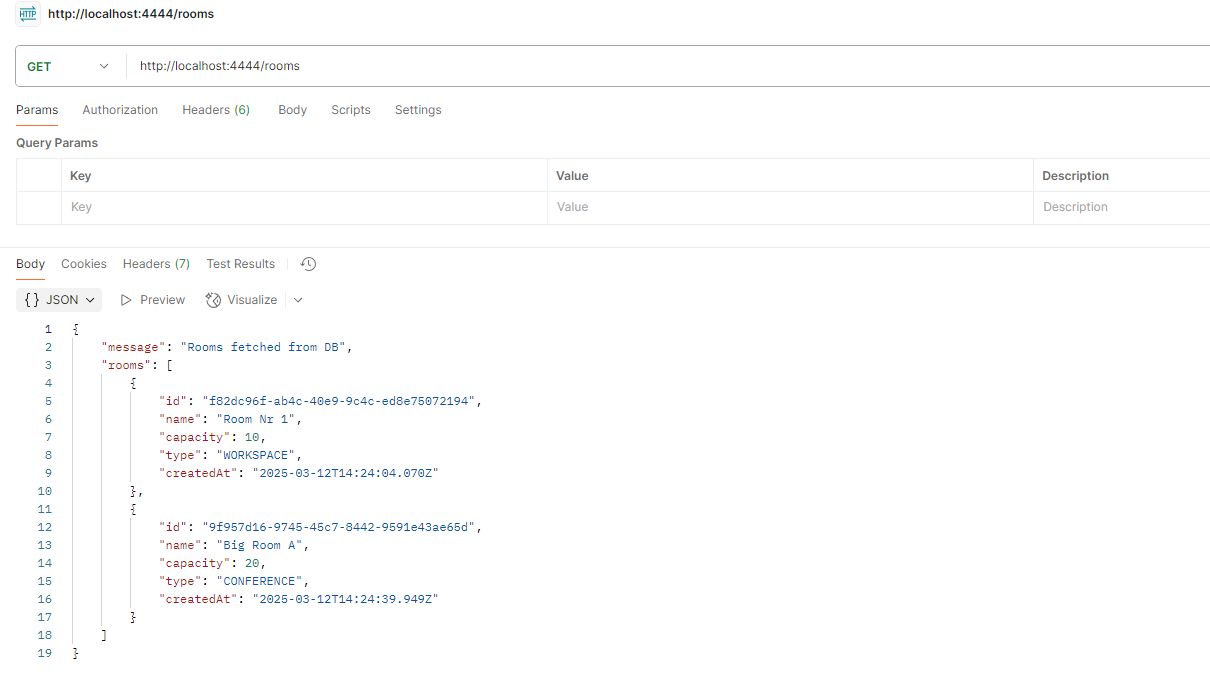 HTTP http://localhost:4444/rooms
GET http://localhost:4444/rooms
Params Authorization Headers (6) Body Scripts Settings
Query Params
Key Value Description
Key Value Description
Body Cookies Headers (7) Test Results
{} JSON Preview Visualize
1 {
2 "message": "Rooms fetched from DB",
3 "rooms": [
4 {
5 "id": "f82dc96f-ab4c-40e9-9c4c-ed8e75072194",
6 "name": "Room Nr 1",
7 "capacity": 10,
8 "type": "WORKSPACE",
9 "createdAt": "2025-03-12T14:24:04.070Z"
10 },
11 {
12 "id": "9f957d16-9745-45c7-8442-9591e43ae65d",
13 "name": "Big Room A",
14 "capacity": 20,
15 "type": "CONFERENCE",
16 "createdAt": "2025-03-12T14:24:39.949Z"
17 }
18 ]
19 }